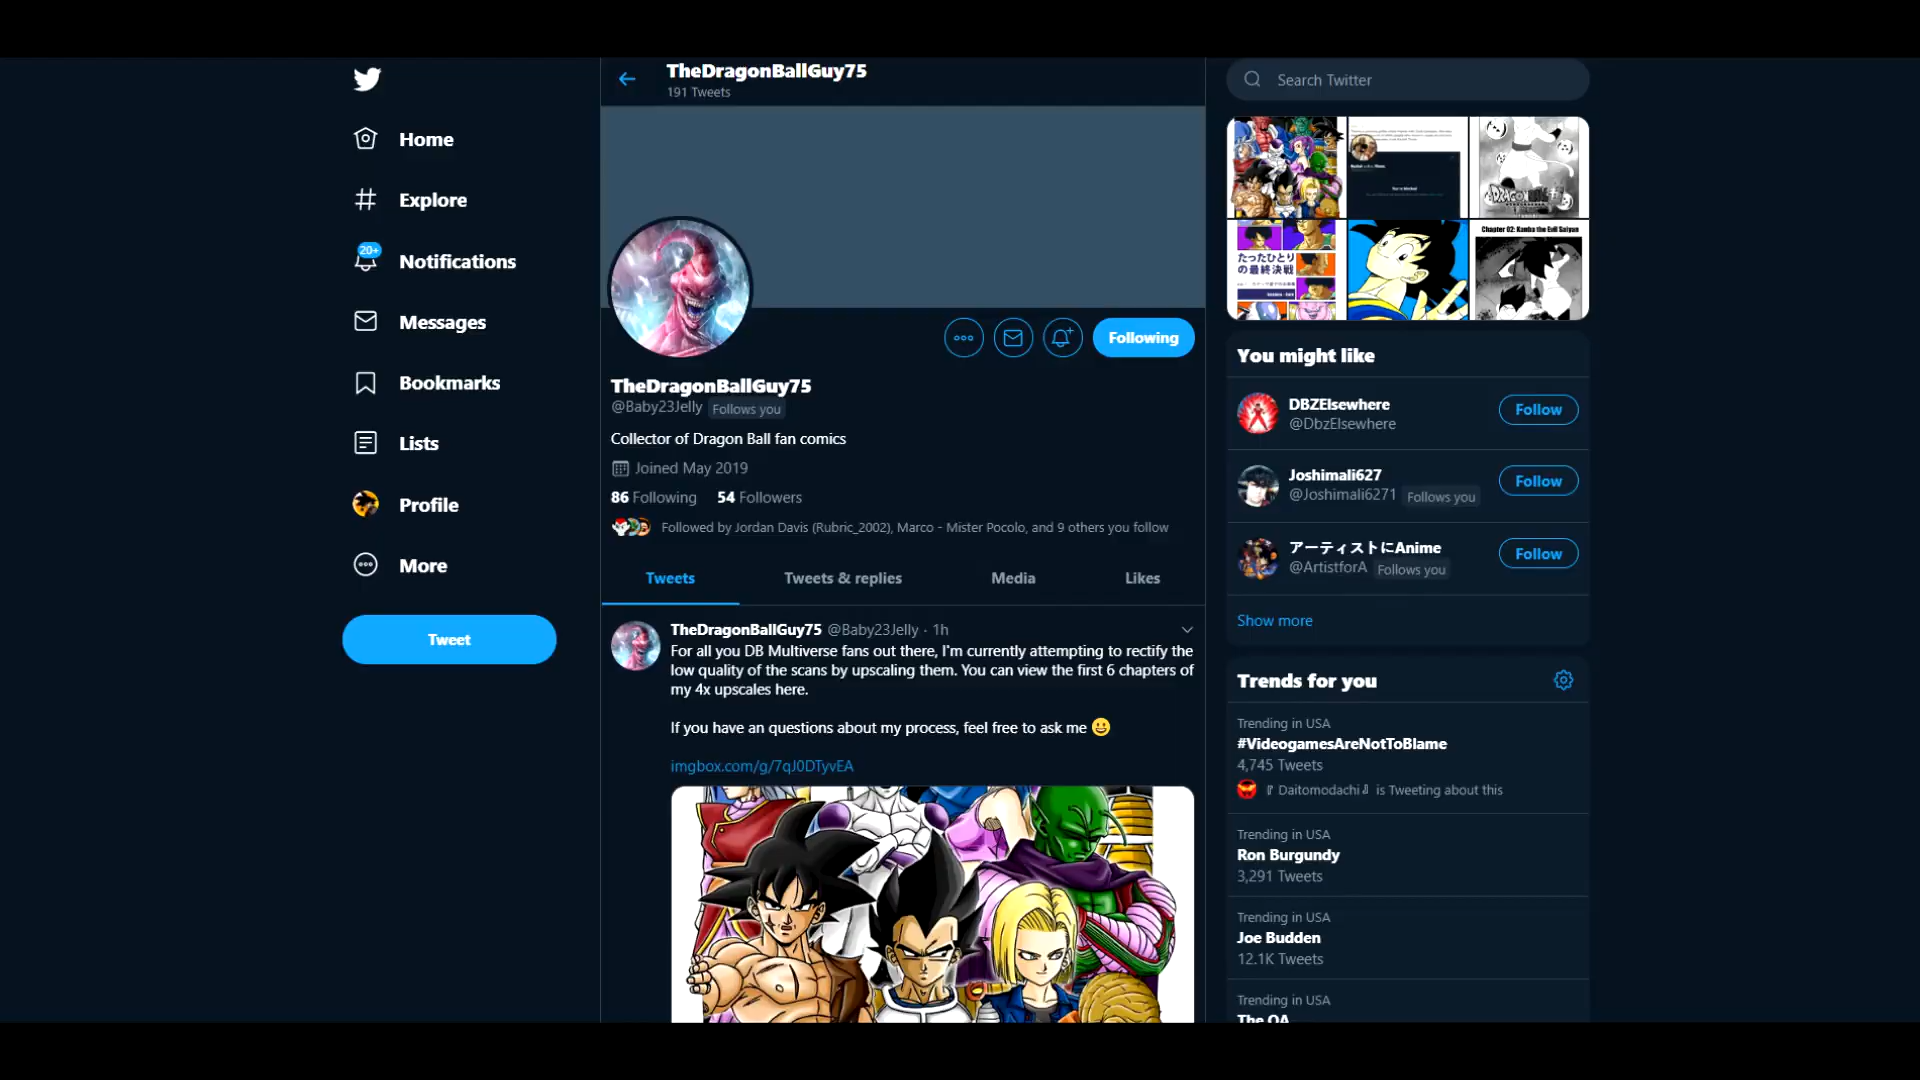 TheDragonBallGuy75
191 Tweets
Search Twitter
Home
Explore
20+
Notifications
Messages
Bookmarks
Lists
Profile
More
Tweet
Following
TheDragonBallGuy75
@Baby23Jelly Follows you
Collector of Dragon Ball fan comics
Joined May 2019
86 Following 54 Followers
Followed by Jordan Davis (Rubric_2002), Marco - Mister Pocolo, and 9 others you follow
Tweets Tweets & replies Media Likes
TheDragonBallGuy75 @Baby23Jelly · 1h
For all you DB Multiverse fans out there, I'm currently attempting to rectify the
low quality of the scans by upscaling them. You can view the first 6 chapters of
my 4x upscales here.
If you have an questions about my process, feel free to ask me 😀
imgbox.com/g/7qJ0DTyvEA
Chapter 02: Kamba the Evil Saiyan
たったひとり
の最終決戦
You might like
DBZElsewhere
@DbzElsewhere
Follow
Joshimali627
@Joshimali6271 Follows you
Follow
アーティストにAnime
@ArtistforA Follows you
Follow
Show more
Trends for you
Trending in USA
#VideogamesAreNotToBlame
4,745 Tweets
『 Daitomodachi 』 is Tweeting about this
Trending in USA
Ron Burgundy
3,291 Tweets
Trending in USA
Joe Budden
12.1K Tweets
Trending in USA
The OA